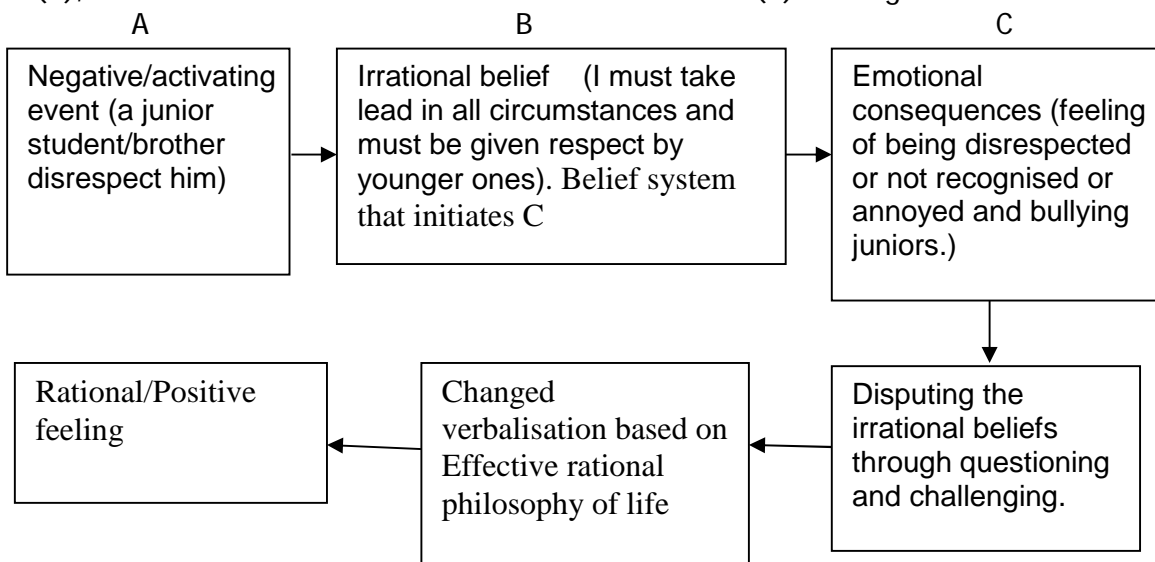 A B C
Negative/activating
event (a junior
student/brother
disrespect him)
Irrational belief (I must take
lead in all circumstances and
must be given respect by
younger ones). Belief system
that initiates C
Emotional
consequences (feeling
of being disrespected
or not recognised or
annoyed and bullying
juniors.)
Rational/Positive
feeling
Changed
verbalisation based on
Effective rational
philosophy of life
Disputing the
irrational beliefs
through questioning
and challenging.